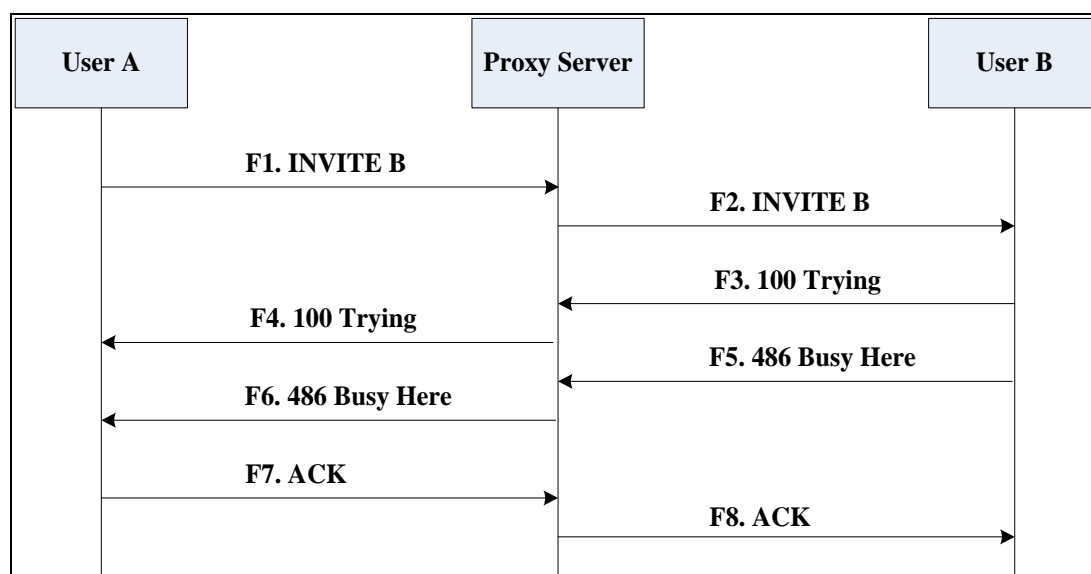 User A
Proxy Server
User B
F1. INVITE B
F2. INVITE B
F3. 100 Trying
F4. 100 Trying
F5. 486 Busy Here
F6. 486 Busy Here
F7. ACK
F8. ACK